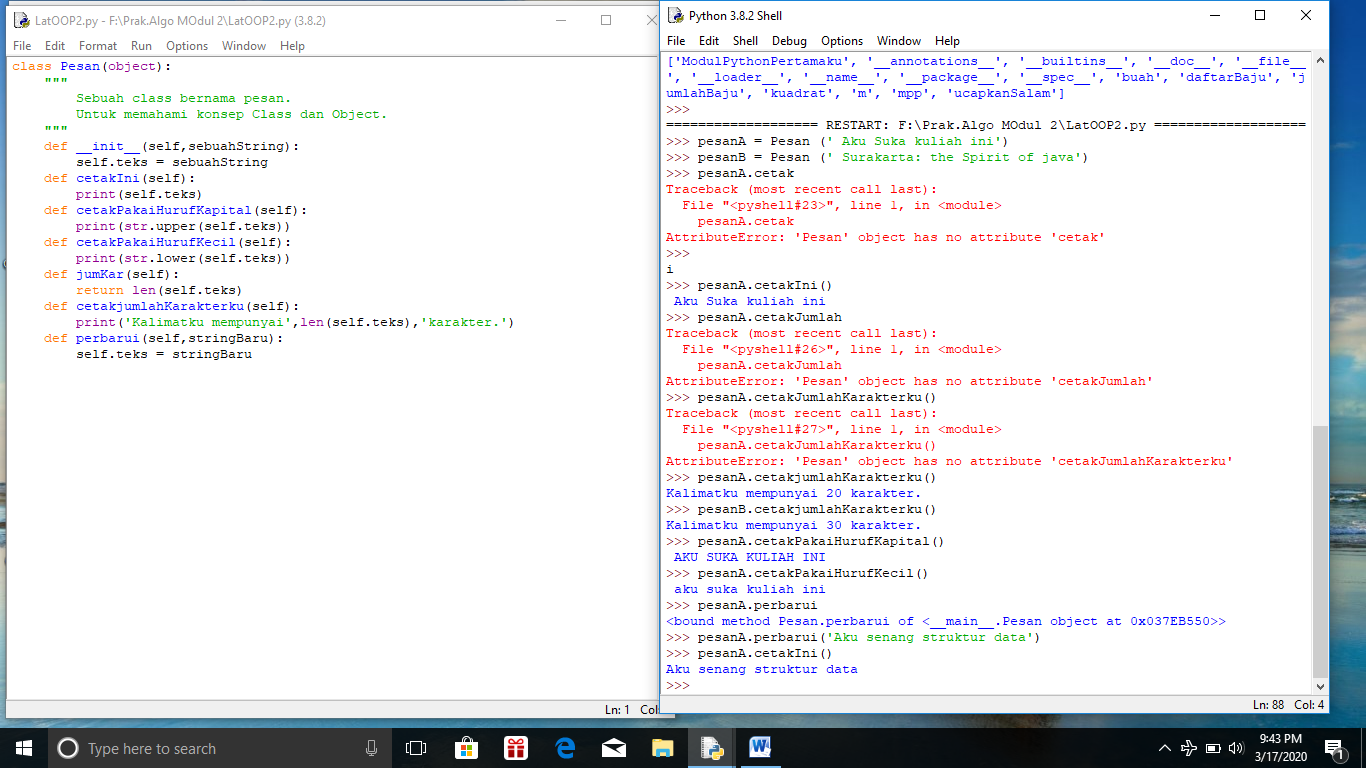 LatOOP2.py - F:\Prak.Algo MOdul 2\LatOOP2.py (3.8.2)
File Edit Format Run Options Window Help
class Pesan(object):
    """
        Sebuah class bernama pesan.
        Untuk memahami konsep Class dan Object.
    """
    def __init__(self,sebuahString):
        self.teks = sebuahString
    def cetakIni(self):
        print(self.teks)
    def cetakPakaiHurufKapital(self):
        print(str.upper(self.teks))
    def cetakPakaiHurufKecil(self):
        print(str.lower(self.teks))
    def jumKar(self):
        return len(self.teks)
    def cetakjumlahKarakterku(self):
        print('Kalimatku mempunyai',len(self.teks),'karakter.')
    def perbarui(self,stringBaru):
        self.teks = stringBaru
Ln: 1 Col:
Python 3.8.2 Shell
File Edit Shell Debug Options Window Help
['ModulPythonPertamaku', '__annotations__', '__builtins__', '__doc__', '__file__
', '__loader__', '__name__', '__package__', '__spec__', 'buah', 'daftarBaju', 'j
umlahBaju', 'kuadrat', 'm', 'mpp', 'ucapkanSalam']
>>>
=================== RESTART: F:\Prak.Algo MOdul 2\LatOOP2.py ===================
>>> pesanA = Pesan (' Aku Suka kuliah ini')
>>> pesanB = Pesan (' Surakarta: the Spirit of java')
>>> pesanA.cetak
Traceback (most recent call last):
  File "<pyshell#23>", line 1, in <module>
    pesanA.cetak
AttributeError: 'Pesan' object has no attribute 'cetak'
>>>
i
>>> pesanA.cetakIni()
 Aku Suka kuliah ini
>>> pesanA.cetakJumlah
Traceback (most recent call last):
  File "<pyshell#26>", line 1, in <module>
    pesanA.cetakJumlah
AttributeError: 'Pesan' object has no attribute 'cetakJumlah'
>>> pesanA.cetakJumlahKarakterku()
Traceback (most recent call last):
  File "<pyshell#27>", line 1, in <module>
    pesanA.cetakJumlahKarakterku()
AttributeError: 'Pesan' object has no attribute 'cetakJumlahKarakterku'
>>> pesanA.cetakjumlahKarakterku()
Kalimatku mempunyai 20 karakter.
>>> pesanB.cetakjumlahKarakterku()
Kalimatku mempunyai 30 karakter.
>>> pesanA.cetakPakaiHurufKapital()
 AKU SUKA KULIAH INI
>>> pesanA.cetakPakaiHurufKecil()
 aku suka kuliah ini
>>> pesanA.perbarui
<bound method Pesan.perbarui of <__main__.Pesan object at 0x037EB550>>
>>> pesanA.perbarui('Aku senang struktur data')
>>> pesanA.cetakIni()
Aku senang struktur data
>>>
Ln: 88 Col: 4
Type here to search
9:43 PM
3/17/2020
1